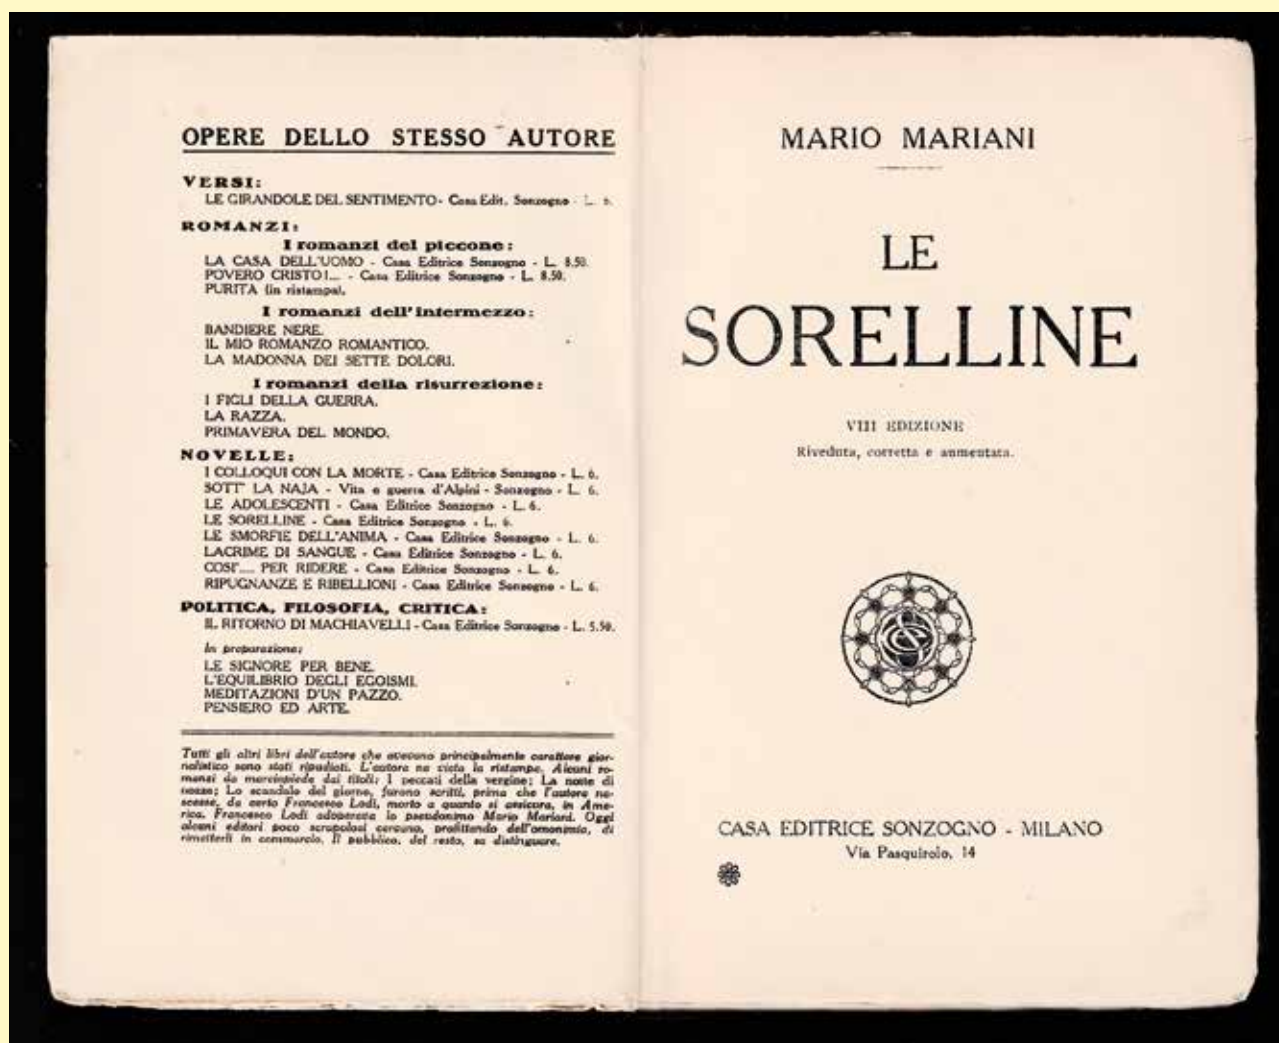 OPERE DELLO STESSO AUTORE
VERSI:
LE GIRANDOLE DEL SENTIMENTO - Casa Edit. Sonzogno - L. 6.
ROMANZI:
I romanzi del piccone:
LA CASA DELL'UOMO - Casa Editrice Sonzogno - L. 8.50.
POVERO CRISTO!... - Casa Editrice Sonzogno - L. 8.50.
PURITA (in ristampa).
I romanzi dell'intermezzo:
BANDIERE NERE.
IL MIO ROMANZO ROMANTICO.
LA MADONNA DEI SETTE DOLORI.
I romanzi della risurrezione:
I FIGLI DELLA GUERRA.
LA RAZZA.
PRIMAVERA DEL MONDO.
NOVELLE:
I COLLOQUI CON LA MORTE - Casa Editrice Sonzogno - L. 6.
SOTT' LA NAJA - Vita e guerra d'Alpini - Sonzogno - L. 6.
LE ADOLESCENTI - Casa Editrice Sonzogno - L. 6.
LE SORELLINE - Casa Editrice Sonzogno - L. 6.
LE SMORFIE DELL'ANIMA - Casa Editrice Sonzogno - L. 6.
LACRIME DI SANGUE - Casa Editrice Sonzogno - L. 6.
COSI'.... PER RIDERE - Casa Editrice Sonzogno - L. 6.
RIPUGNANZE E RIBELLIONI - Casa Editrice Sonzogno - L. 6.
POLITICA, FILOSOFIA, CRITICA:
IL RITORNO DI MACHIAVELLI - Casa Editrice Sonzogno - L. 5.50.
In preparazione:
LE SIGNORE PER BENE.
L'EQUILIBRIO DEGLI EGOISMI.
MEDITAZIONI D'UN PAZZO.
PENSIERO ED ARTE.
Tutti gli altri libri dell'autore che avevano principalmente carattere gior-
nalistico sono stati ripudiati. L'autore ne vieta la ristampa. Alcuni ro-
manzi da marciapiede dai titoli: I peccati della vergine; La notte di
nozze; Lo scandalo del giorno, furono scritti, prima che l'autore na-
scesse, da certo Francesco Lodi, morto a quanto si assicura, in Ame-
rica. Francesco Lodi adoperava lo pseudonimo Mario Mariani. Oggi
alcuni editori poco scrupolosi cercano, profittando dell'omonimia, di
rimetterli in commercio. Il pubblico, del resto, sa distinguere.
MARIO MARIANI
LE
SORELLINE
VIII EDIZIONE
Riveduta, corretta e aumentata.
CASA EDITRICE SONZOGNO - MILANO
Via Pasquirolo, 14